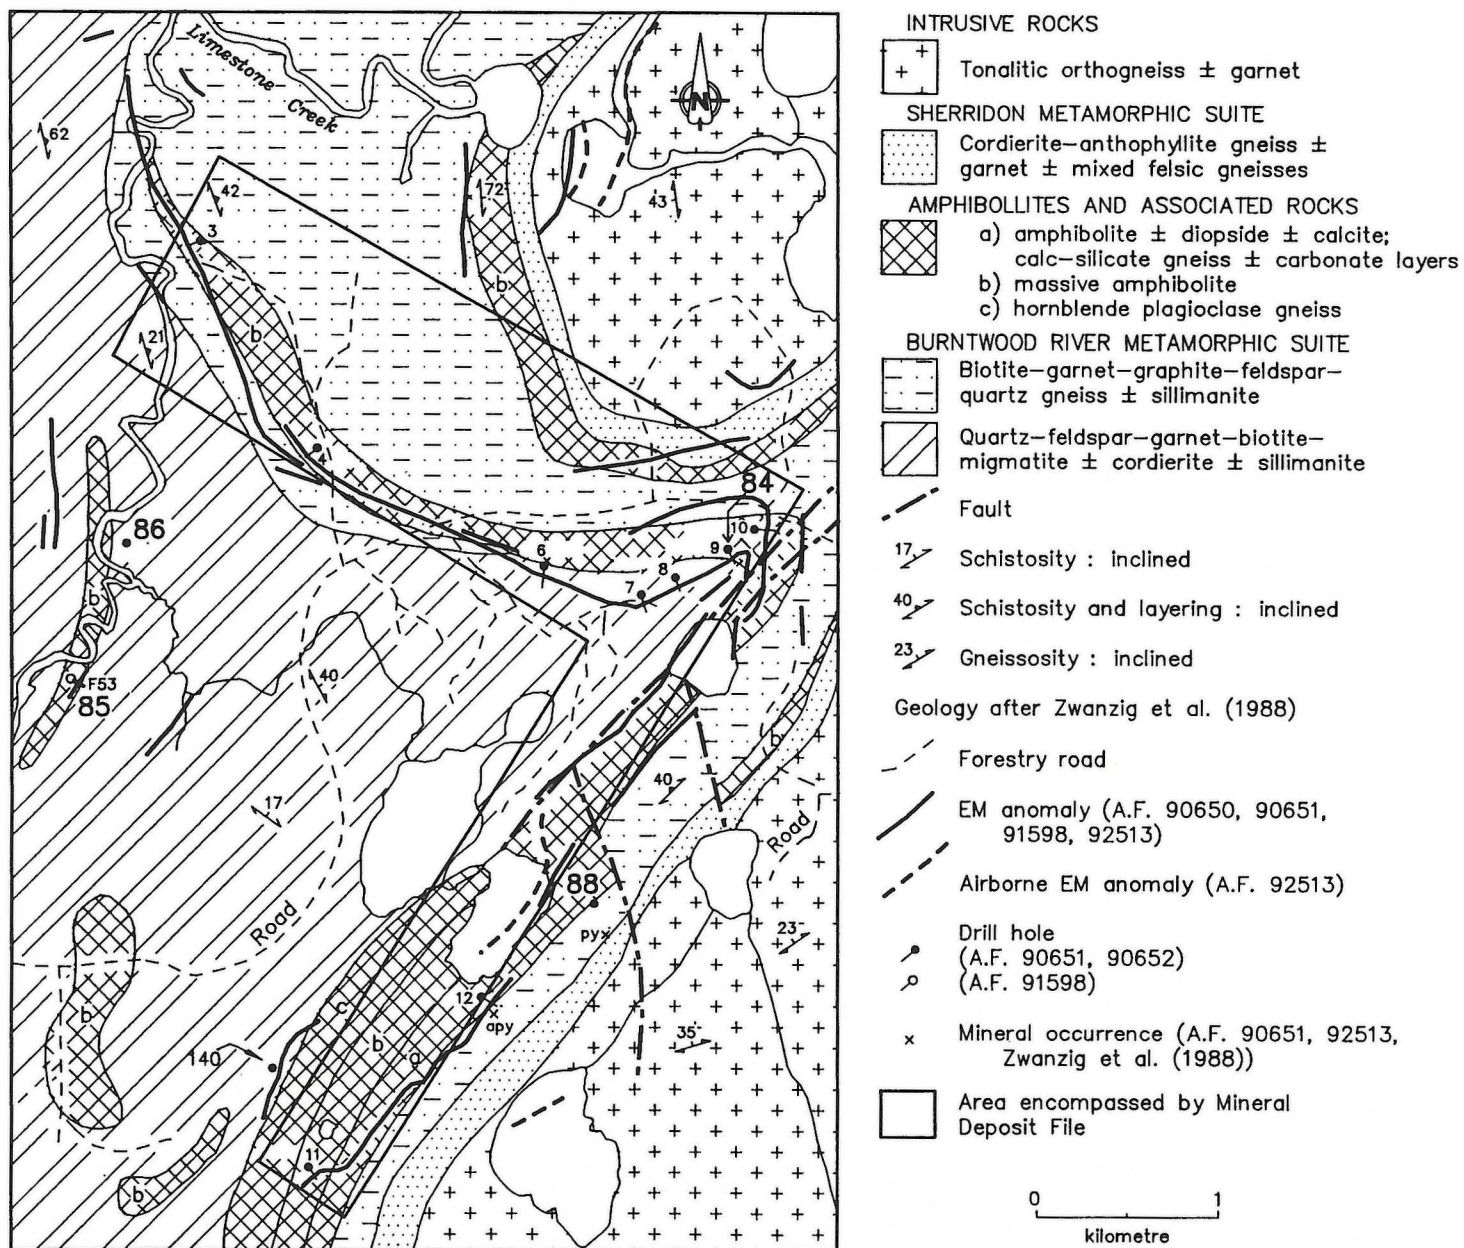 Limestone
Creek
N
62
42
3
72
43
b
b
21
4
84
10
9
8
6
7
86
b
F53
85
40
b
40
17
Road
88
Road
py
23
12
apy
c
b
a
b
35
140
11
b
INTRUSIVE ROCKS
Tonalitic orthogneiss ± garnet
SHERRIDON METAMORPHIC SUITE
Cordierite-anthophyllite gneiss ±
garnet ± mixed felsic gneisses
AMPHIBOLLITES AND ASSOCIATED ROCKS
a) amphibolite ± diopside ± calcite;
calc-silicate gneiss ± carbonate layers
b) massive amphibolite
c) hornblende plagioclase gneiss
BURNTWOOD RIVER METAMORPHIC SUITE
Biotite-garnet-graphite-feldspar-
quartz gneiss ± sillimanite
Quartz-feldspar-garnet-biotite-
migmatite ± cordierite ± sillimanite
Fault
17 Schistosity : inclined
40 Schistosity and layering : inclined
23 Gneissosity : inclined
Geology after Zwanzig et al. (1988)
Forestry road
EM anomaly (A.F. 90650, 90651,
91598, 92513)
Airborne EM anomaly (A.F. 92513)
Drill hole
(A.F. 90651, 90652)
(A.F. 91598)
x Mineral occurrence (A.F. 90651, 92513,
Zwanzig et al. (1988))
Area encompassed by Mineral
Deposit File
0 1
kilometre